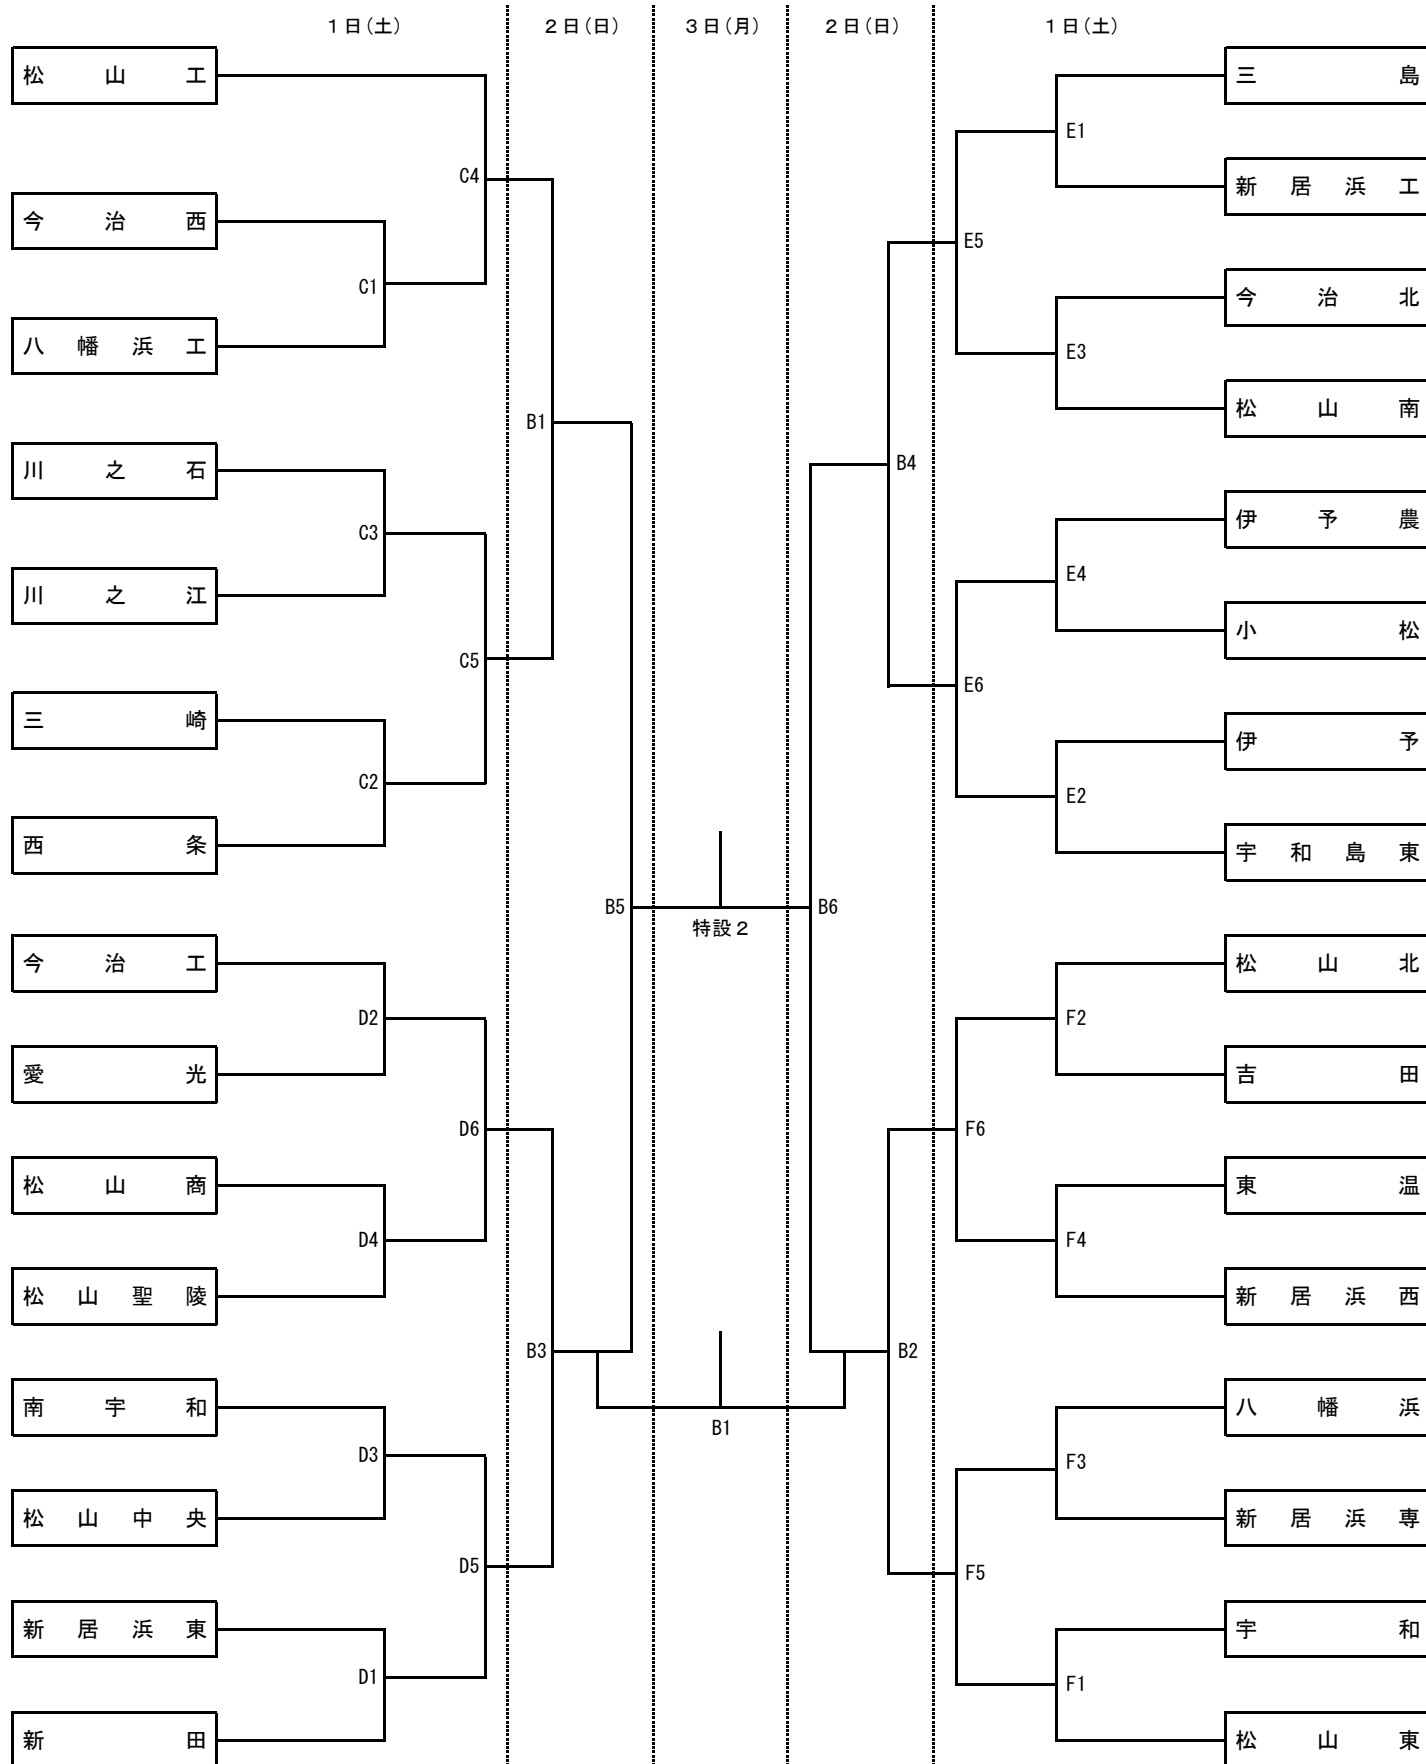 1日(土) 2日(日) 3日(月) 2日(日) 1日(土)
松山工
三島
E1
C4
新居浜工
今治西
E5
C1
今治北
八幡浜工
E3
松山南
B1
川之石
B4
C3
伊予農
E4
川之江
小松
C5
E6
三崎
伊予
C2
E2
西条
宇和島東
B5
B6
特設2
今治工
松山北
D2
F2
愛光
吉田
D6
F6
松山商
東温
D4
F4
松山聖陵
新居浜西
B3
B2
南宇和
八幡浜
B1
D3
F3
松山中央
新居浜専
D5
F5
新居浜東
宇和
D1
F1
新田
松山東